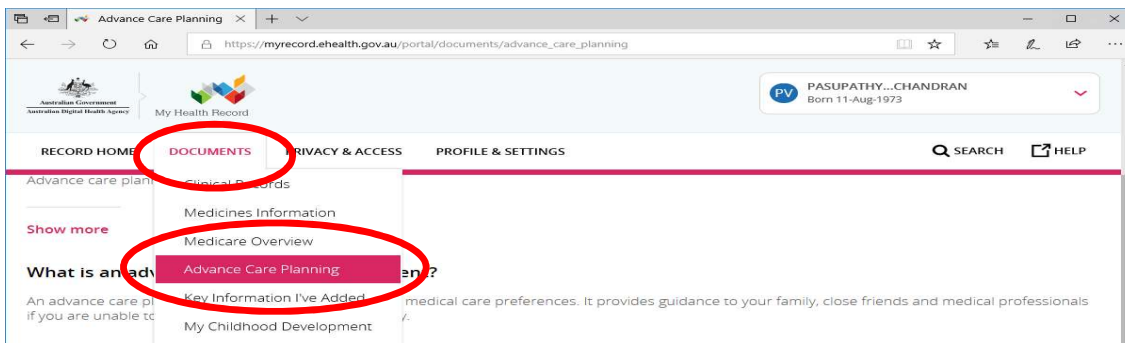 Advance Care Planning
https://myrecord.ehealth.gov.au/portal/documents/advance_care_planning
Australian Government
Australian Digital Health Agency
My Health Record
PV
PASUPATHY...CHANDRAN
Born 11-Aug-1973
RECORD HOME DOCUMENTS PRIVACY & ACCESS PROFILE & SETTINGS SEARCH HELP
Advance care plan
Clinical Records
Medicines Information
Show more
Medicare Overview
Advance Care Planning
What is an adv ent?
Key Information I've Added
An advance care pl medical care preferences. It provides guidance to your family, close friends and medical professionals
if you are unable to y.
My Childhood Development